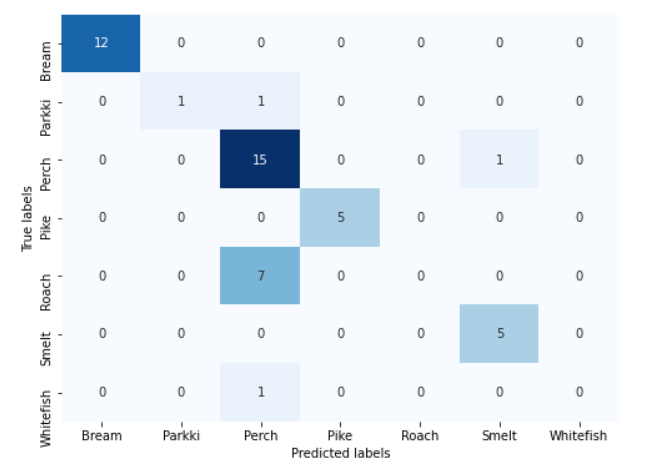 Bream 12 0 0 0 0 0 0
Parkki 0 1 1 0 0 0 0
Perch 0 0 15 0 0 1 0
Pike 0 0 0 5 0 0 0
Roach 0 0 7 0 0 0 0
Smelt 0 0 0 0 0 5 0
Whitefish 0 0 1 0 0 0 0
True labels
Bream Parkki Perch Pike Roach Smelt Whitefish
Predicted labels